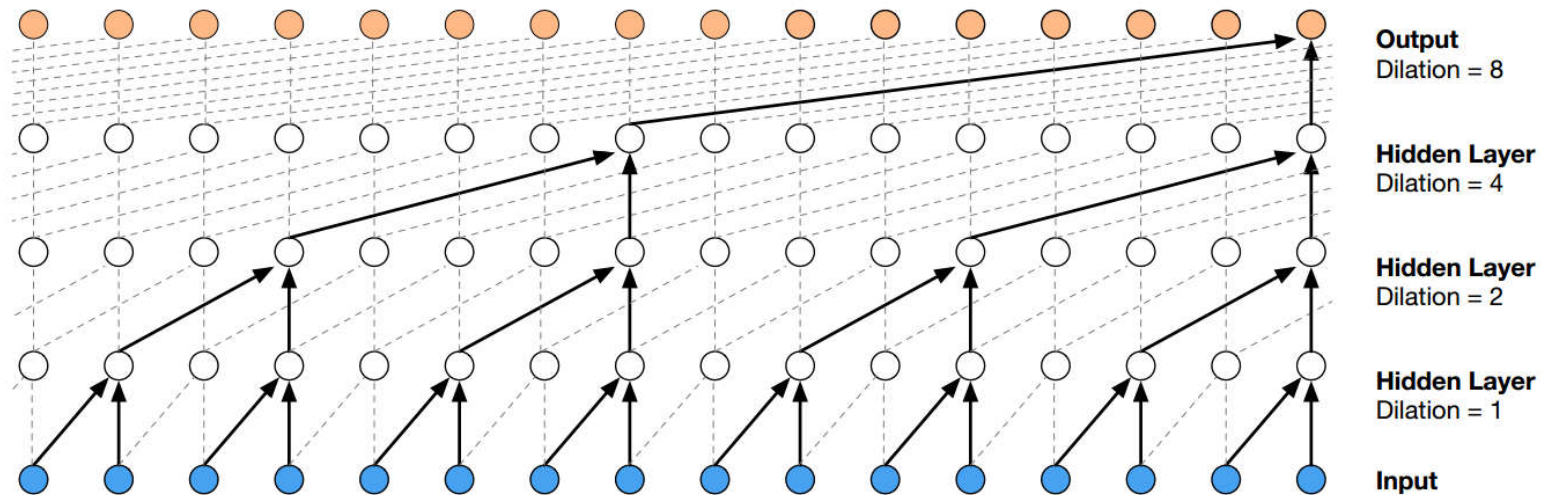 Output
Dilation = 8
Hidden Layer
Dilation = 4
Hidden Layer
Dilation = 2
Hidden Layer
Dilation = 1
Input